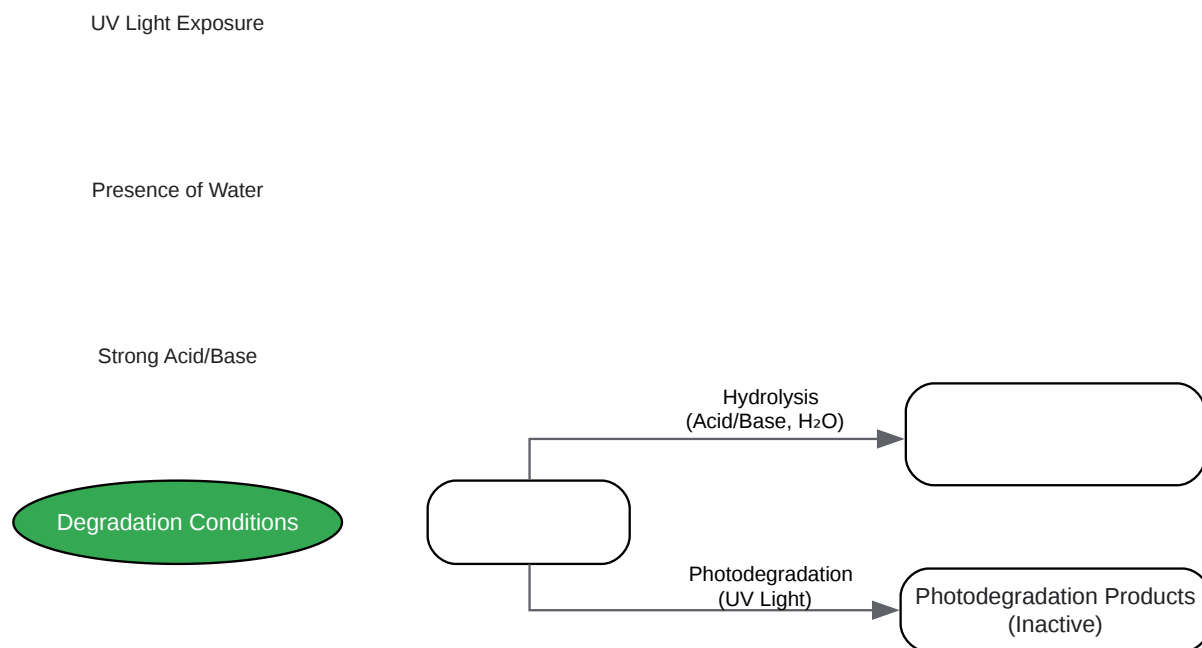 UV Light Exposure
Presence of Water
Strong Acid/Base
Hydrolysis
(Acid/Base, H₂O)
Degradation Conditions
Photodegradation
(UV Light)
Photodegradation Products
(Inactive)